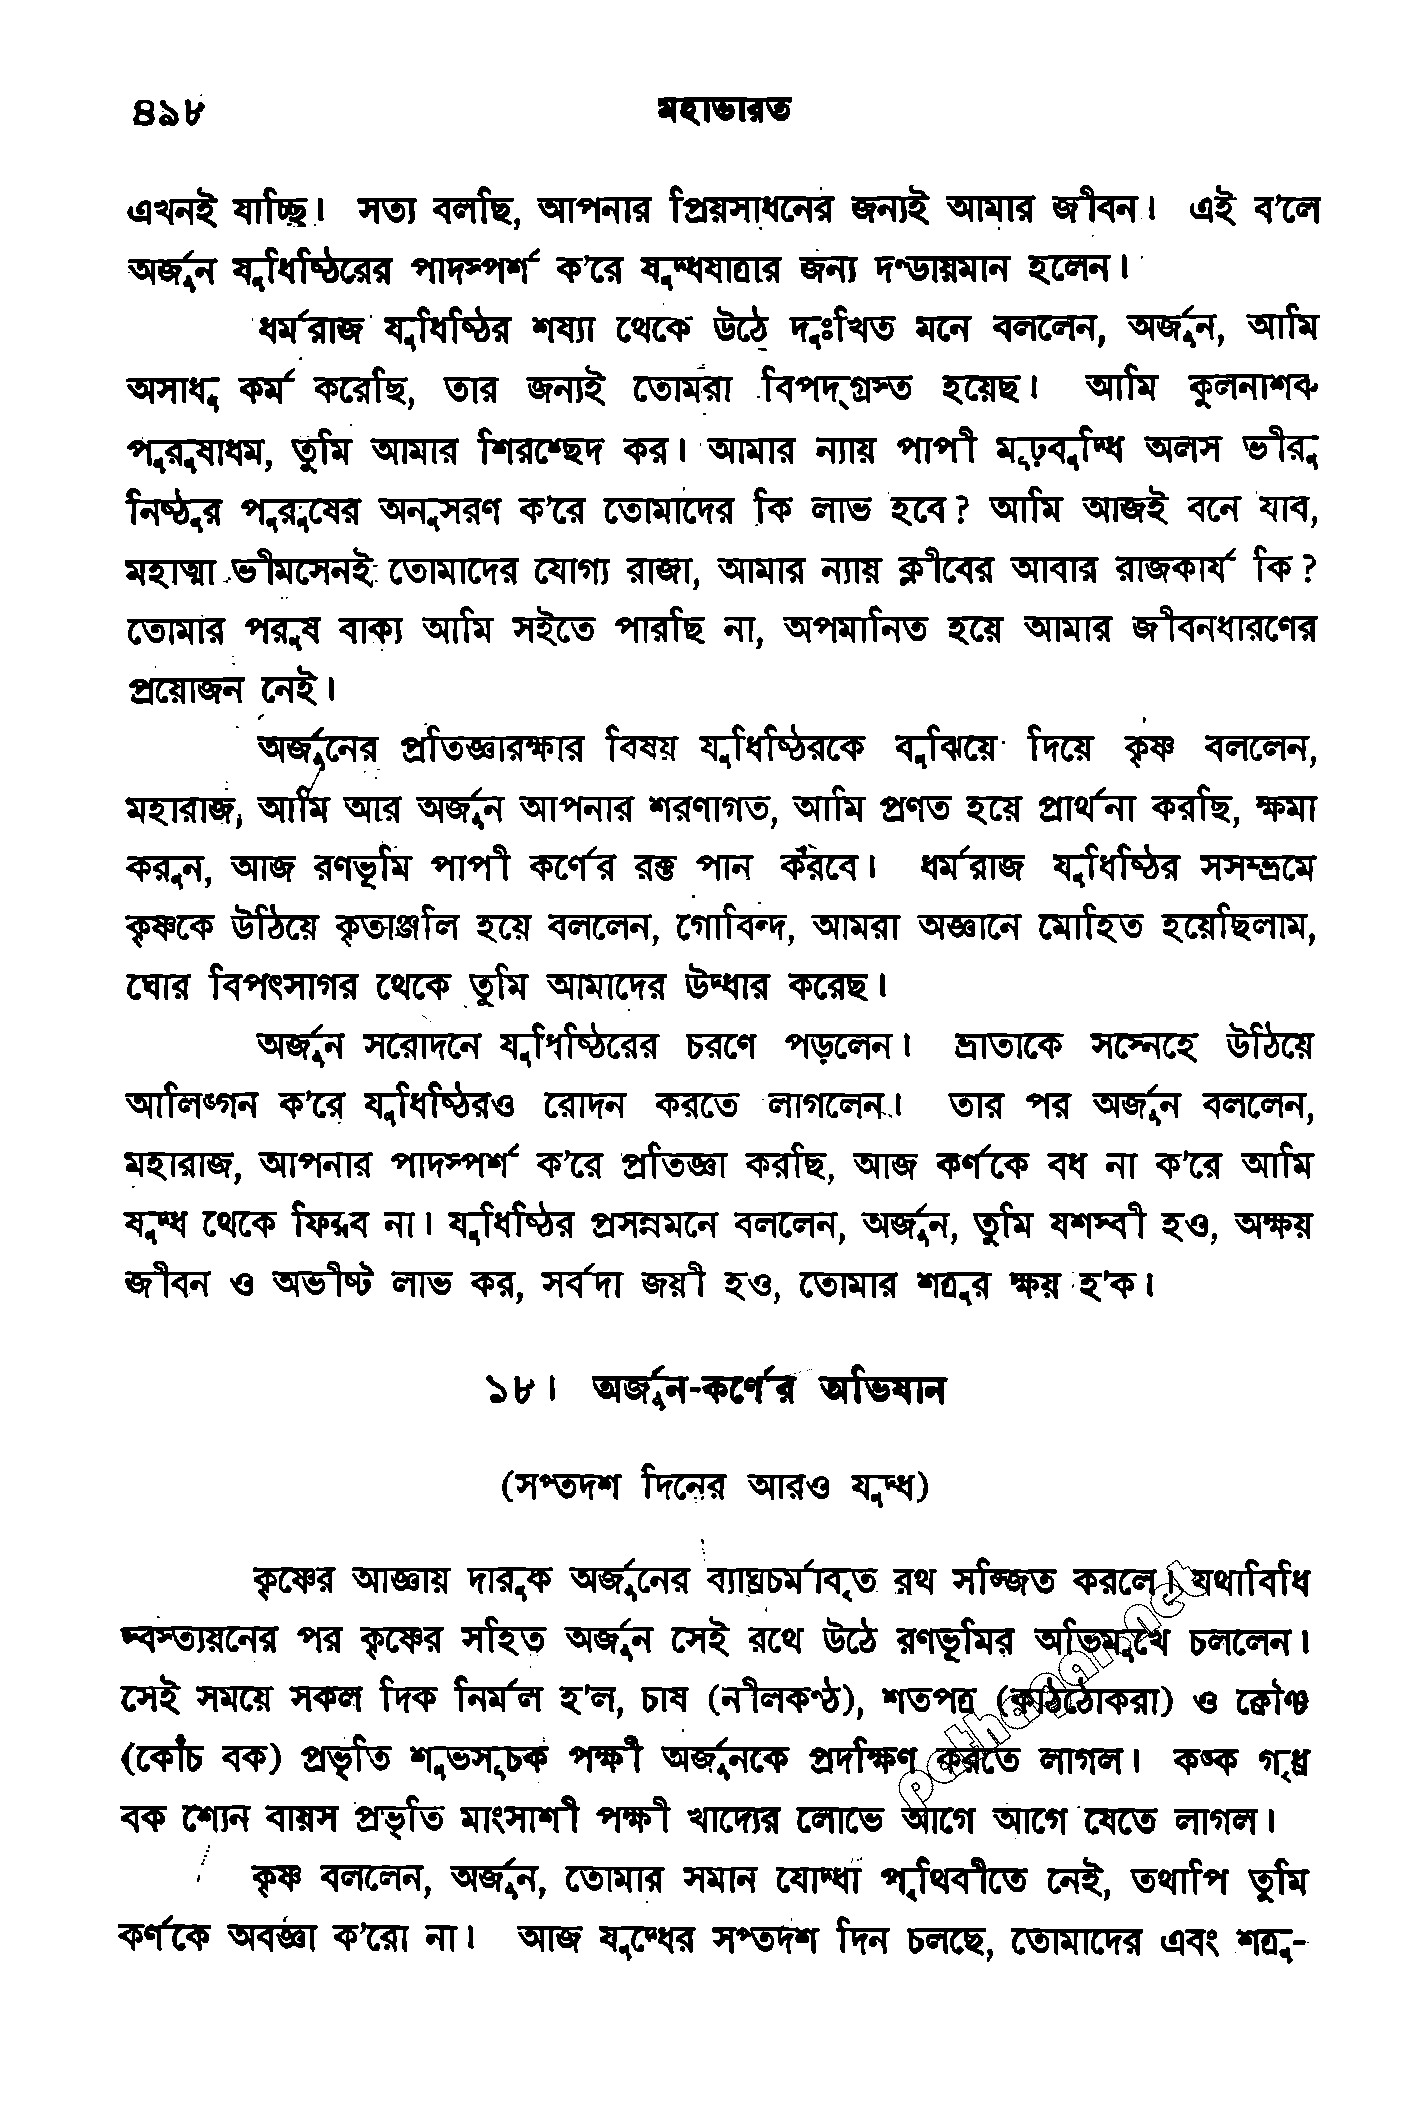 ৪৯৮
মহাভারত
এখনই যাচ্ছি। সত্য বলছি, আপনার প্রিয়সাধনের জন্যই আমার জীবন। এই ব'লে
অর্জুন যুধিষ্ঠিরের পাদস্পর্শ ক'রে যুদ্ধযাত্রার জন্য দণ্ডায়মান হলেন।
ধর্মরাজ যুধিষ্ঠির শয্যা থেকে উঠে দুঃখিত মনে বললেন, অর্জুন, আমি
অসাধু কর্ম করেছি, তার জন্যই তোমরা বিপদ্‌গ্রস্ত হয়েছ। আমি কুলনাশক
পুরুষাধম, তুমি আমার শিরশ্ছেদ কর। আমার ন্যায় পাপী মূঢ়বুদ্ধি অলস ভীরু
নিষ্ঠুর পুরুষের অনুসরণ ক'রে তোমাদের কি লাভ হবে? আমি আজই বনে যাব,
মহাত্মা ভীমসেনই তোমাদের যোগ্য রাজা, আমার ন্যায় ক্লীবের আবার রাজকার্য কি?
তোমার পরুষ বাক্য আমি সইতে পারছি না, অপমানিত হয়ে আমার জীবনধারণের
প্রয়োজন নেই।
অর্জুনের প্রতিজ্ঞারক্ষার বিষয় যুধিষ্ঠিরকে বুঝিয়ে দিয়ে কৃষ্ণ বললেন,
মহারাজ, আমি আর অর্জুন আপনার শরণাগত, আমি প্রণত হয়ে প্রার্থনা করছি, ক্ষমা
করুন, আজ রণভূমি পাপী কর্ণের রক্ত পান করবে। ধর্মরাজ যুধিষ্ঠির সসম্ভ্রমে
কৃষ্ণকে উঠিয়ে কৃতাঞ্জলি হয়ে বললেন, গোবিন্দ, আমরা অজ্ঞানে মোহিত হয়েছিলাম,
ঘোর বিপৎসাগর থেকে তুমি আমাদের উদ্ধার করেছ।
অর্জুন সরোদনে যুধিষ্ঠিরের চরণে পড়লেন। ভ্রাতাকে সস্নেহে উঠিয়ে
আলিঙ্গন ক'রে যুধিষ্ঠিরও রোদন করতে লাগলেন। তার পর অর্জুন বললেন,
মহারাজ, আপনার পাদস্পর্শ ক'রে প্রতিজ্ঞা করছি, আজ কর্ণকে বধ না ক'রে আমি
যুদ্ধ থেকে ফিরব না। যুধিষ্ঠির প্রসন্নমনে বললেন, অর্জুন, তুমি যশস্বী হও, অক্ষয়
জীবন ও অভীষ্ট লাভ কর, সর্বদা জয়ী হও, তোমার শত্রুর ক্ষয় হ'ক।
১৮। অর্জুন-কর্ণের অভিযান
(সপ্তদশ দিনের আরও যুদ্ধ)
কৃষ্ণের আজ্ঞায় দারুক অর্জুনের ব্যাঘ্রচর্মাবৃত রথ সজ্জিত করলে। যথাবিধি
স্বস্ত্যয়নের পর কৃষ্ণের সহিত অর্জুন সেই রথে উঠে রণভূমির অভিমুখে চললেন।
সেই সময়ে সকল দিক নির্মল হ'ল, চাষ (নীলকণ্ঠ), শতপত্র (কাঠঠোকরা) ও ক্রৌঞ্চ
(কোঁচ বক) প্রভৃতি শুভসূচক পক্ষী অর্জুনকে প্রদক্ষিণ করতে লাগল। কঙ্ক গৃধ্র
বক শ্যেন বায়স প্রভৃতি মাংসাশী পক্ষী খাদ্যের লোভে আগে আগে যেতে লাগল।
কৃষ্ণ বললেন, অর্জুন, তোমার সমান যোদ্ধা পৃথিবীতে নেই, তথাপি তুমি
কর্ণকে অবজ্ঞা ক'রো না। আজ যুদ্ধের সপ্তদশ দিন চলছে, তোমাদের এবং শত্রু-
pathagar.net